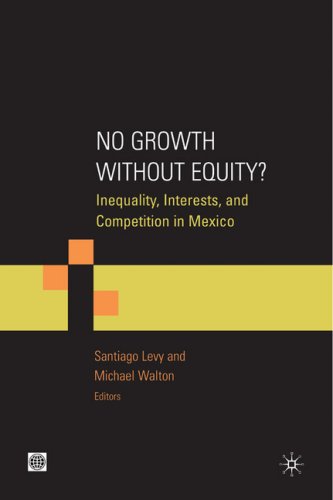 NO GROWTH
WITHOUT EQUITY?
Inequality, Interests, and
Competition in Mexico
Santiago Levy and
Michael Walton
Editors